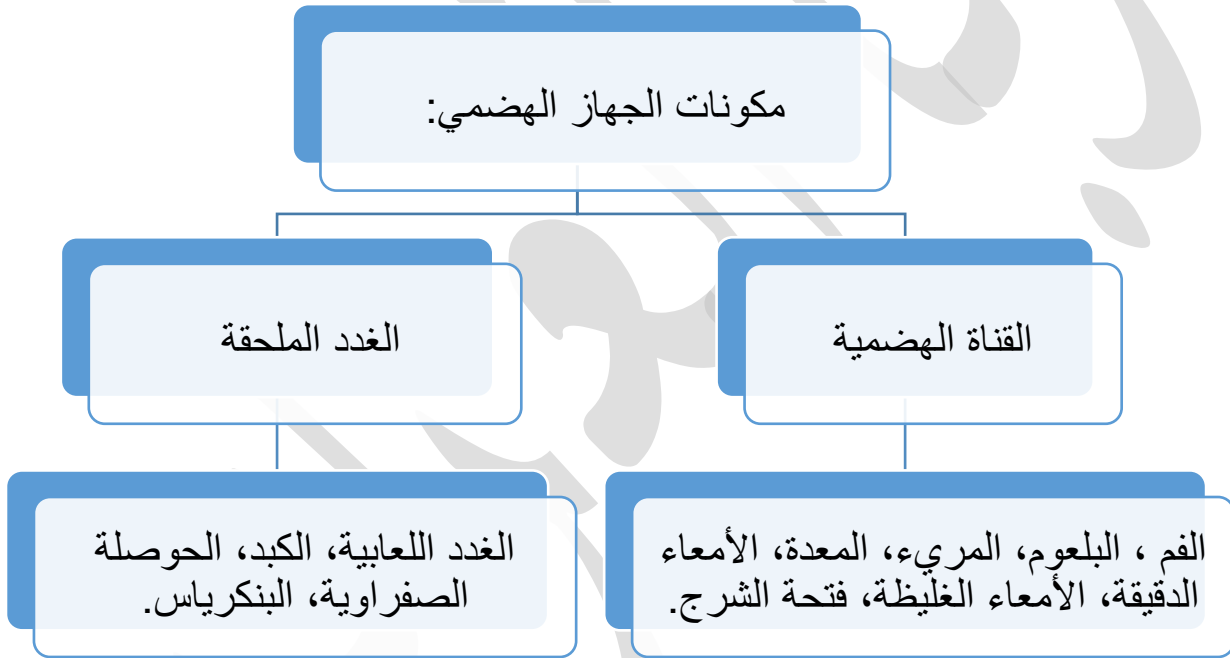 مكونات الجهاز الهضمي:
القناة الهضمية
الغدد الملحقة
الفم ، البلعوم، المريء، المعدة، الأمعاء
الدقيقة، الأمعاء الغليظة، فتحة الشرج.
الغدد اللعابية، الكبد، الحوصلة
الصفراوية، البنكرياس.